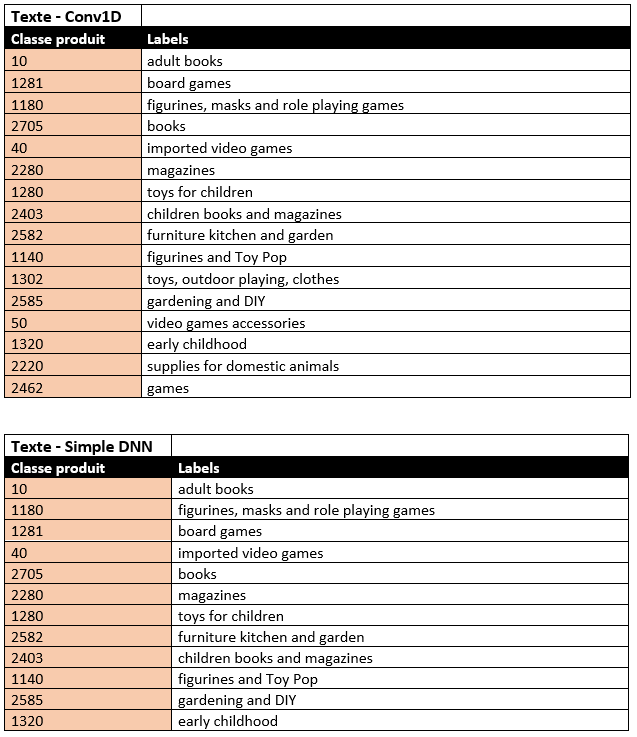 Texte - Conv1D
Classe produit Labels
10 adult books
1281 board games
1180 figurines, masks and role playing games
2705 books
40 imported video games
2280 magazines
1280 toys for children
2403 children books and magazines
2582 furniture kitchen and garden
1140 figurines and Toy Pop
1302 toys, outdoor playing, clothes
2585 gardening and DIY
50 video games accessories
1320 early childhood
2220 supplies for domestic animals
2462 games
Texte - Simple DNN
Classe produit Labels
10 adult books
1180 figurines, masks and role playing games
1281 board games
40 imported video games
2705 books
2280 magazines
1280 toys for children
2582 furniture kitchen and garden
2403 children books and magazines
1140 figurines and Toy Pop
2585 gardening and DIY
1320 early childhood